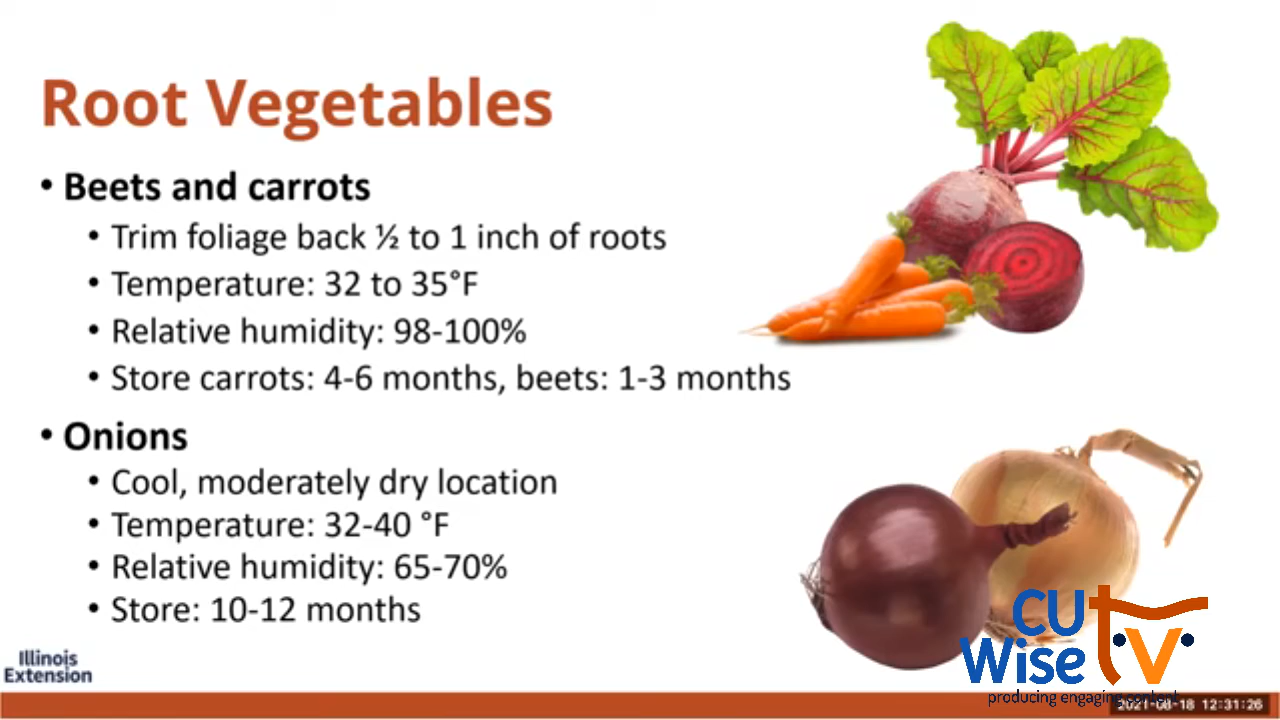 Root Vegetables
• Beets and carrots
• Trim foliage back ½ to 1 inch of roots
• Temperature: 32 to 35°F
• Relative humidity: 98-100%
• Store carrots: 4-6 months, beets: 1-3 months
• Onions
• Cool, moderately dry location
• Temperature: 32-40 °F
• Relative humidity: 65-70%
• Store: 10-12 months
Illinois
Extension
CU
Wise tv
producing engaging content
2021-08-18 12:31:26